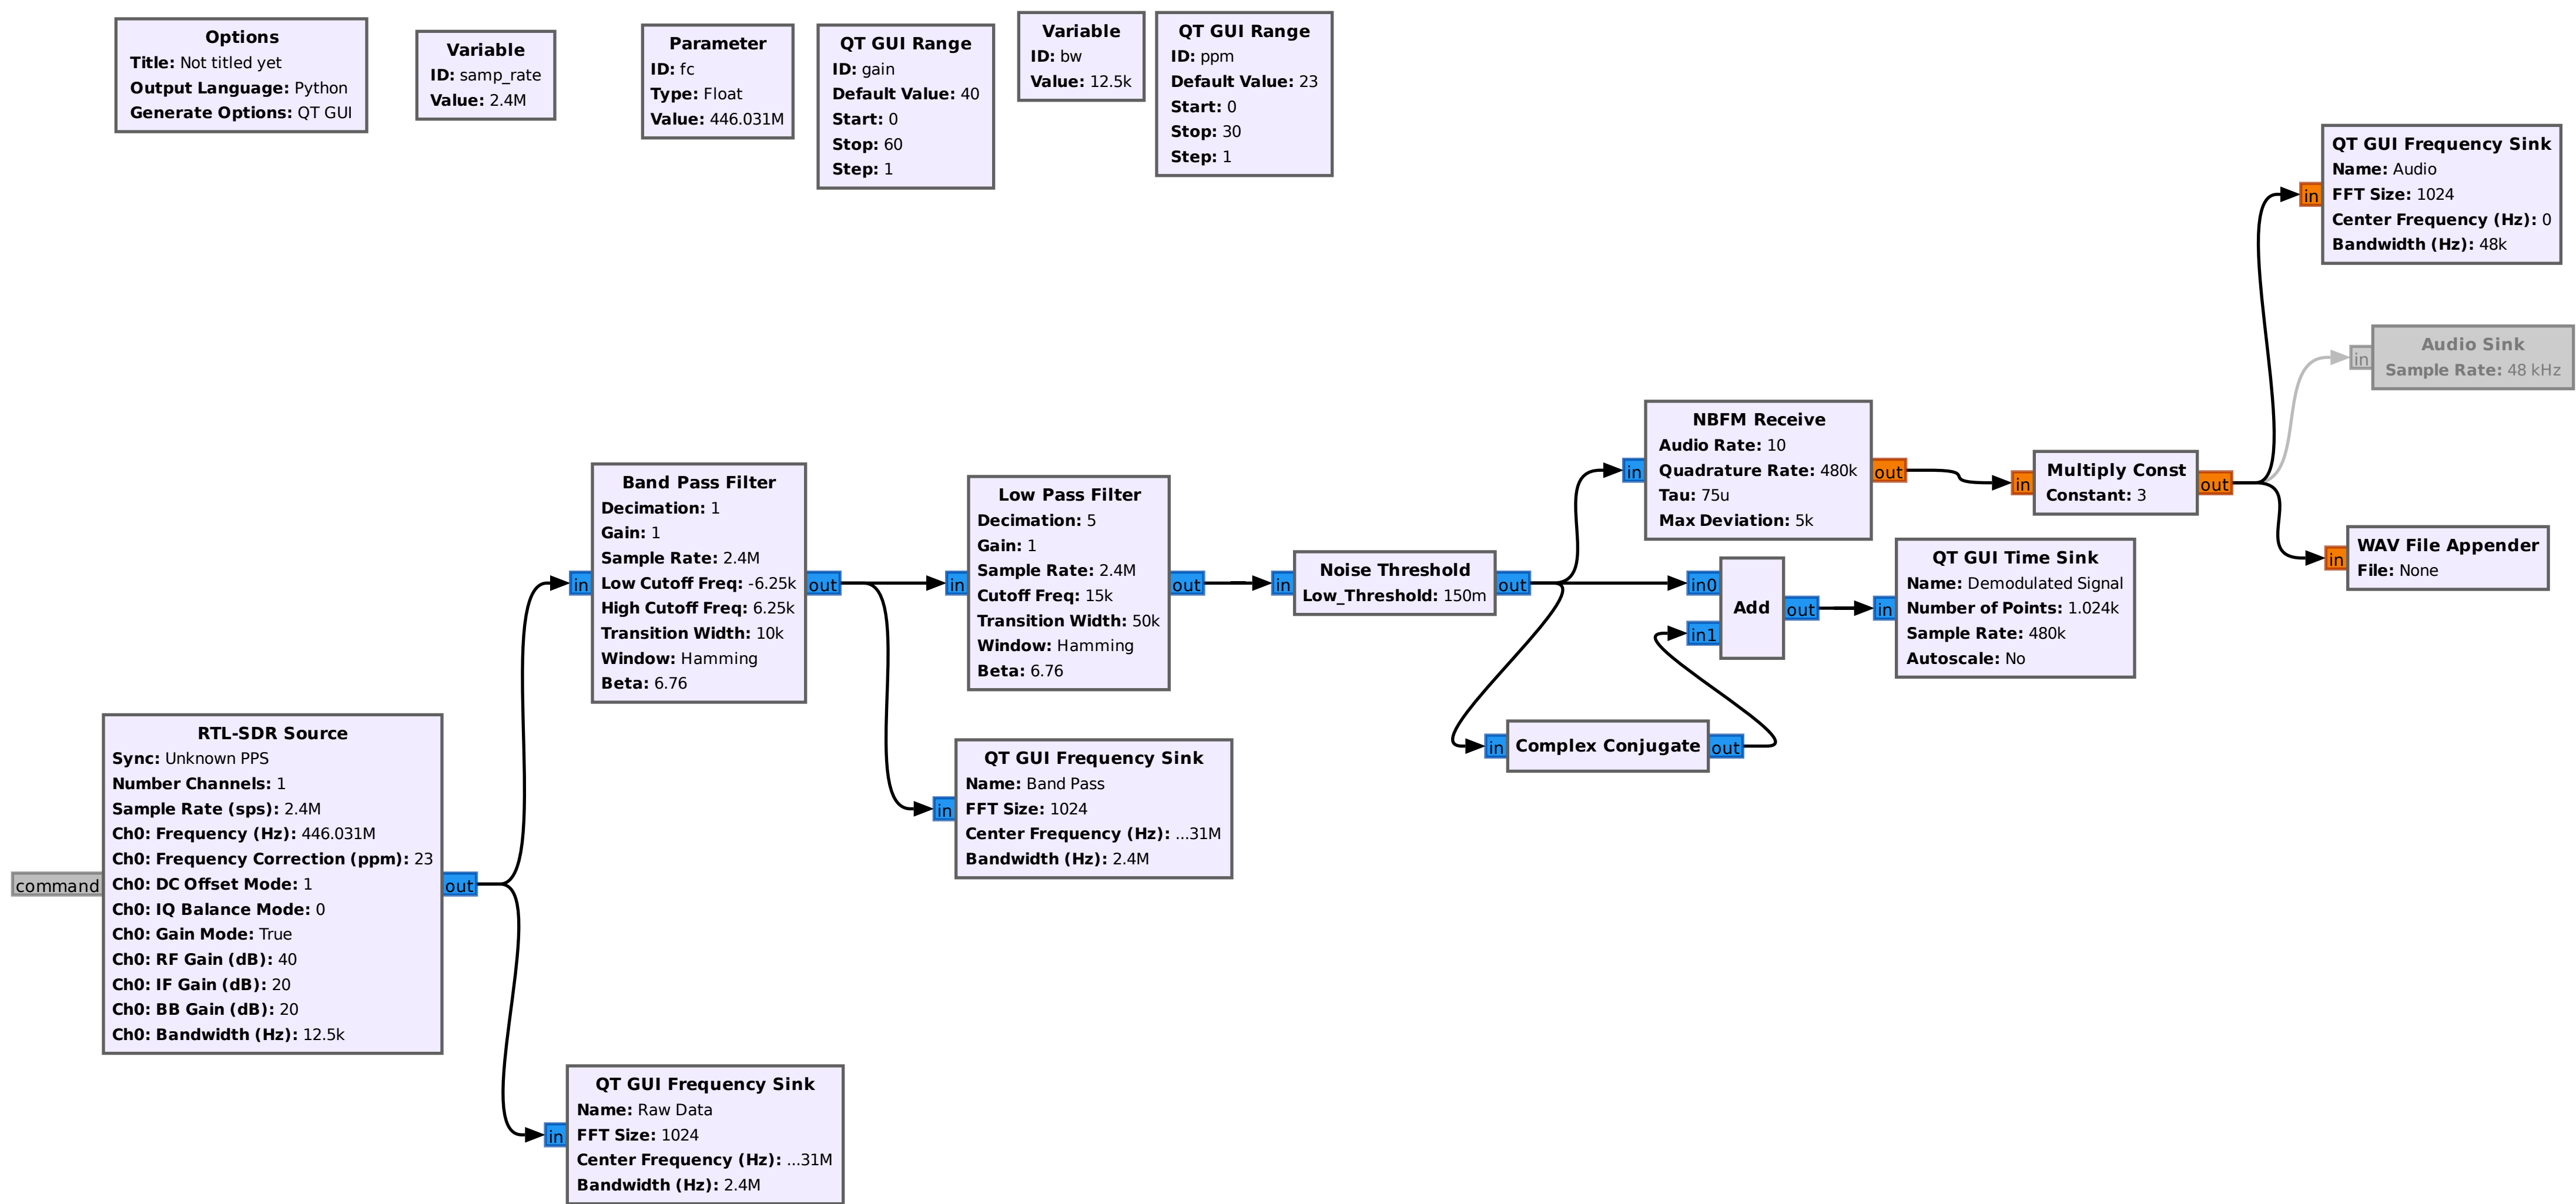 Options
Title: Not titled yet
Output Language: Python
Generate Options: QT GUI
Variable
ID: samp_rate
Value: 2.4M
Parameter
ID: fc
Type: Float
Value: 446.031M
QT GUI Range
ID: gain
Default Value: 40
Start: 0
Stop: 60
Step: 1
Variable
ID: bw
Value: 12.5k
QT GUI Range
ID: ppm
Default Value: 23
Start: 0
Stop: 30
Step: 1
QT GUI Frequency Sink
Name: Audio
FFT Size: 1024
Center Frequency (Hz): 0
Bandwidth (Hz): 48k
in
Audio Sink
Sample Rate: 48 kHz
in
NBFM Receive
Audio Rate: 10
Quadrature Rate: 480k
Tau: 75u
Max Deviation: 5k
in
out
Multiply Const
Constant: 3
in
out
WAV File Appender
File: None
in
Band Pass Filter
Decimation: 1
Gain: 1
Sample Rate: 2.4M
Low Cutoff Freq: -6.25k
High Cutoff Freq: 6.25k
Transition Width: 10k
Window: Hamming
Beta: 6.76
in
out
Low Pass Filter
Decimation: 5
Gain: 1
Sample Rate: 2.4M
Cutoff Freq: 15k
Transition Width: 50k
Window: Hamming
Beta: 6.76
in
out
Noise Threshold
Low_Threshold: 150m
in
out
Add
in0
in1
out
QT GUI Time Sink
Name: Demodulated Signal
Number of Points: 1.024k
Sample Rate: 480k
Autoscale: No
in
Complex Conjugate
in
out
RTL-SDR Source
Sync: Unknown PPS
Number Channels: 1
Sample Rate (sps): 2.4M
Ch0: Frequency (Hz): 446.031M
Ch0: Frequency Correction (ppm): 23
Ch0: DC Offset Mode: 1
Ch0: IQ Balance Mode: 0
Ch0: Gain Mode: True
Ch0: RF Gain (dB): 40
Ch0: IF Gain (dB): 20
Ch0: BB Gain (dB): 20
Ch0: Bandwidth (Hz): 12.5k
command
out
QT GUI Frequency Sink
Name: Band Pass
FFT Size: 1024
Center Frequency (Hz): ...31M
Bandwidth (Hz): 2.4M
in
QT GUI Frequency Sink
Name: Raw Data
FFT Size: 1024
Center Frequency (Hz): ...31M
Bandwidth (Hz): 2.4M
in